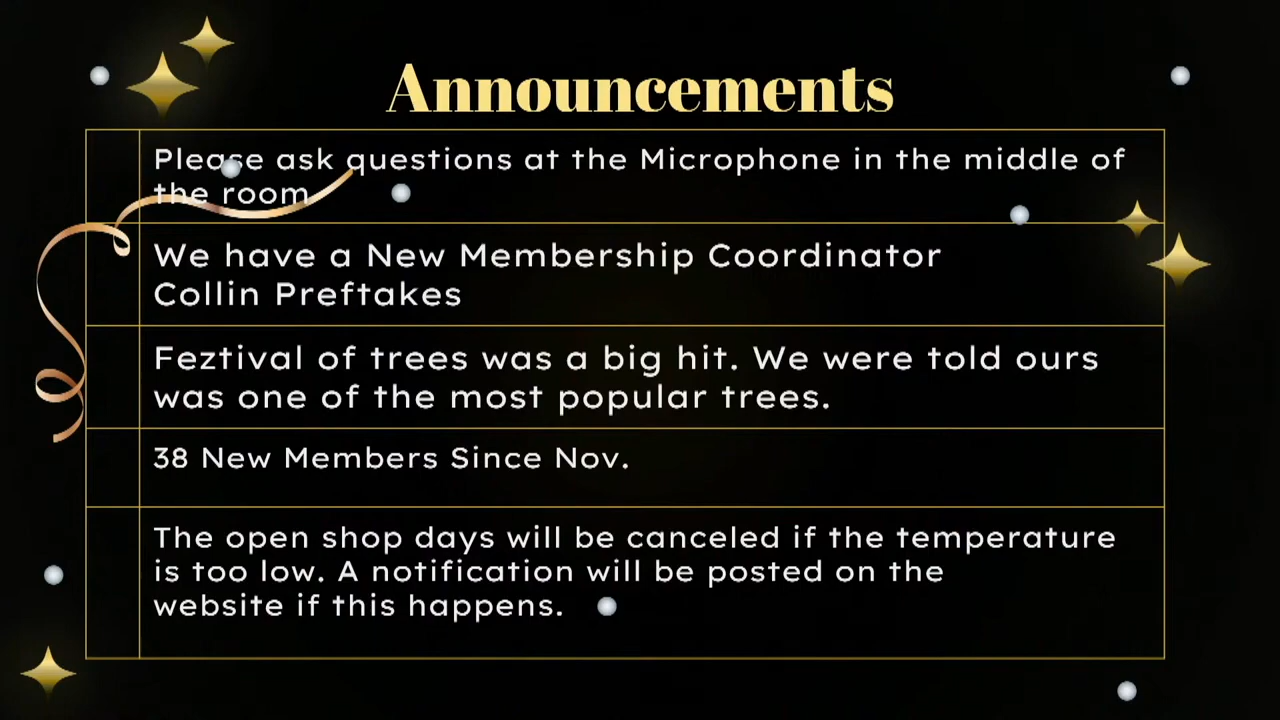 Announcements
Please ask questions at the Microphone in the middle of
the room
We have a New Membership Coordinator
Collin Preftakes
Feztival of trees was a big hit. We were told ours
was one of the most popular trees.
38 New Members Since Nov.
The open shop days will be canceled if the temperature
is too low. A notification will be posted on the
website if this happens.